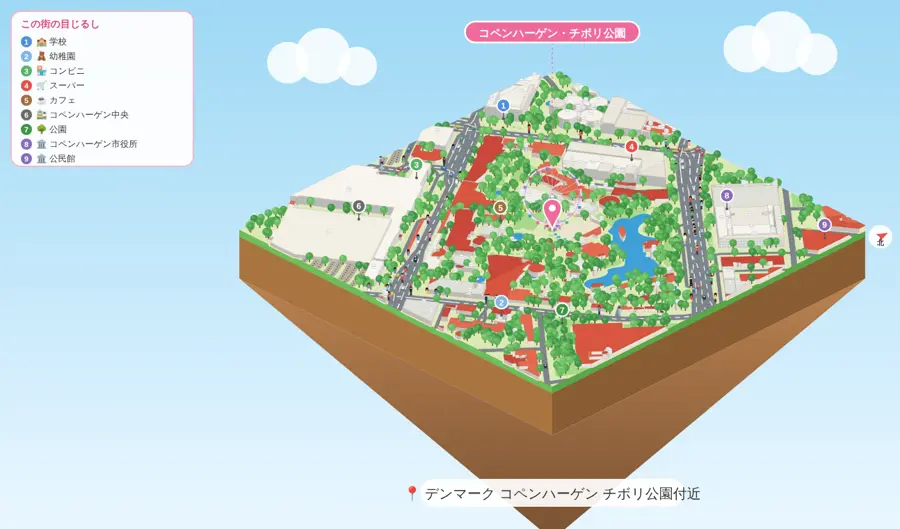 この街の目じるし
1 学校
2 幼稚園
3 コンビニ
4 スーパー
5 カフェ
6 コペンハーゲン中央
7 公園
8 コペンハーゲン市役所
9 公民館
コペンハーゲン・チボリ公園
1
4
3
8
6
5
9
北
2
7
デンマーク コペンハーゲン チボリ公園付近